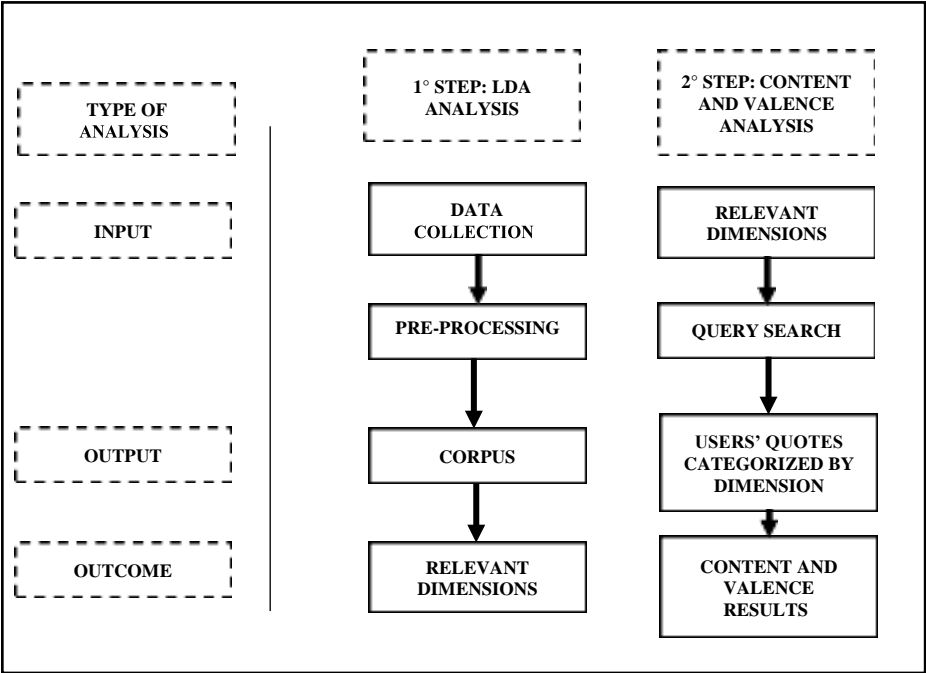 TYPE OF
ANALYSIS
1° STEP: LDA
ANALYSIS
2° STEP: CONTENT
AND VALENCE
ANALYSIS
INPUT
DATA
COLLECTION
RELEVANT
DIMENSIONS
PRE-PROCESSING
QUERY SEARCH
OUTPUT
CORPUS
USERS’ QUOTES
CATEGORIZED BY
DIMENSION
OUTCOME
RELEVANT
DIMENSIONS
CONTENT AND
VALENCE
RESULTS